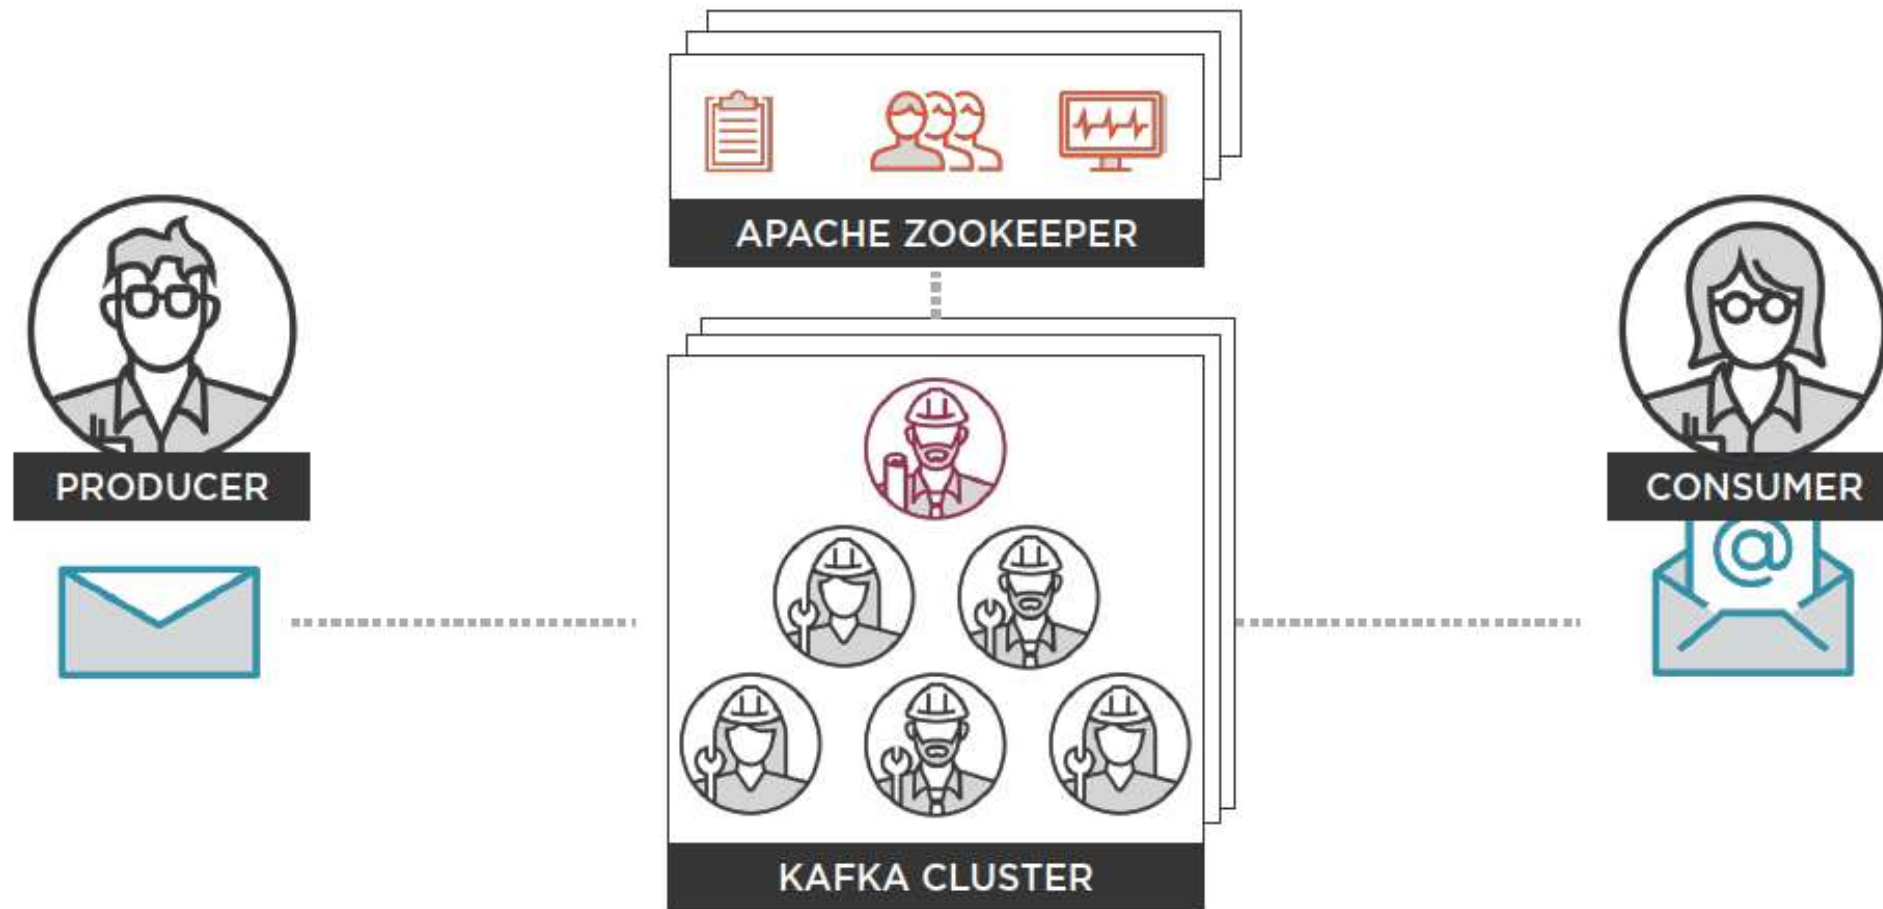 APACHE ZOOKEEPER
PRODUCER
CONSUMER
@
KAFKA CLUSTER